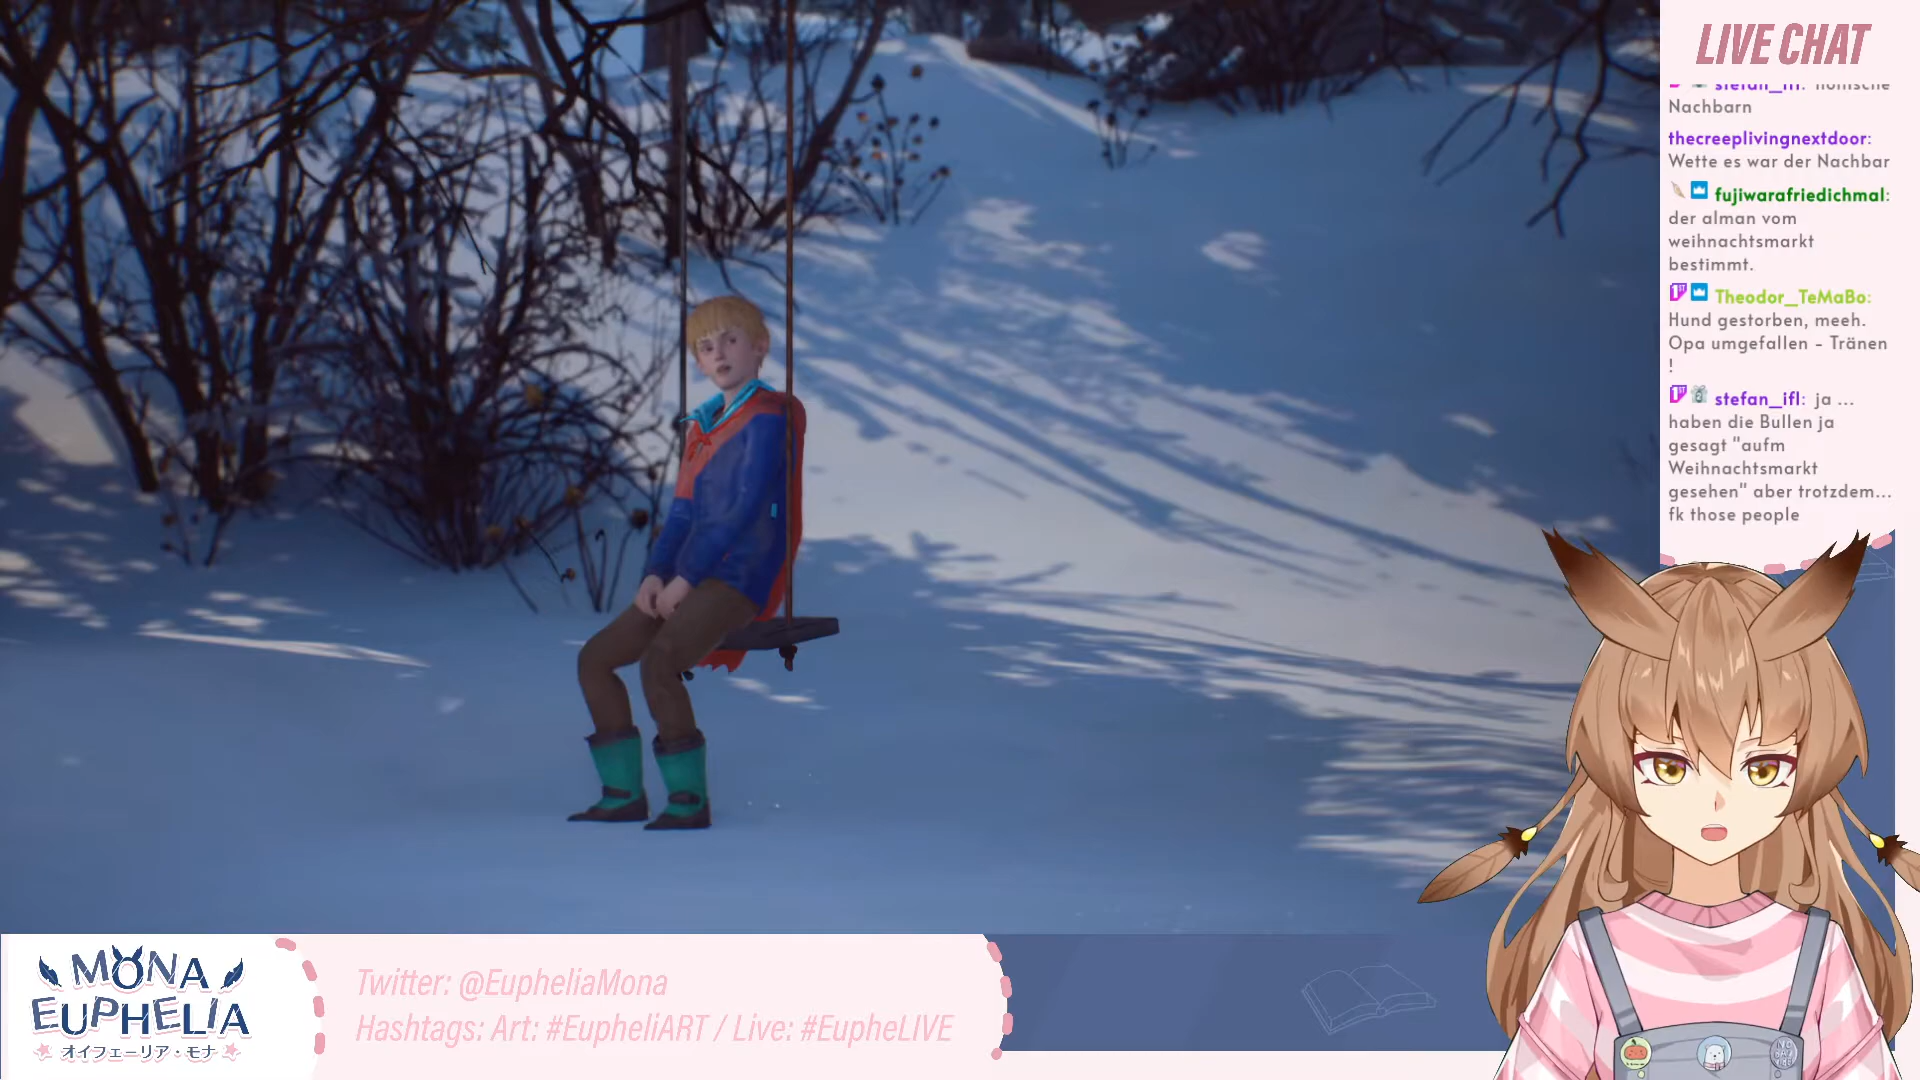 LIVE CHAT
Nachbarn
thecreeplivingnextdoor:
Wette es war der Nachbar
fujiwarafriedichmal:
der alman vom
weihnachtsmarkt
bestimmt.
Theodor_TeMaBo:
Hund gestorben, meeh.
Opa umgefallen - Tränen
!
stefan_ifl: ja ...
haben die Bullen ja
gesagt "aufm
Weihnachtsmarkt
gesehen" aber trotzdem...
fk those people
MONA
EUPHELIA
オイフェーリア・モナ
Twitter: @EupheliaMona
Hashtags: Art: #EupheliART / Live: #EupheLIVE